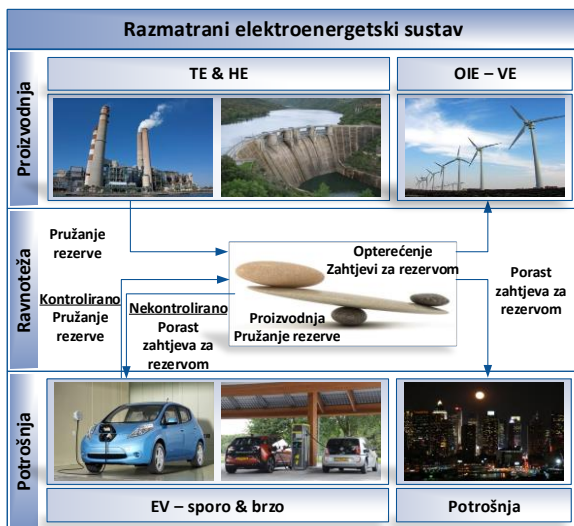 Razmatrani elektroenergetski sustav
Proizvodnja
TE & HE
OIE – VE
Ravnoteža
Pružanje
rezerve
Kontrolirano
Pružanje
rezerve
Nekontrolirano
Porast
zahtjeva za
rezervom
Opterećenje
Zahtjevi za rezervom
Proizvodnja
Pružanje rezerve
Porast
zahtjeva za
rezervom
Potrošnja
EV – sporo & brzo
Potrošnja